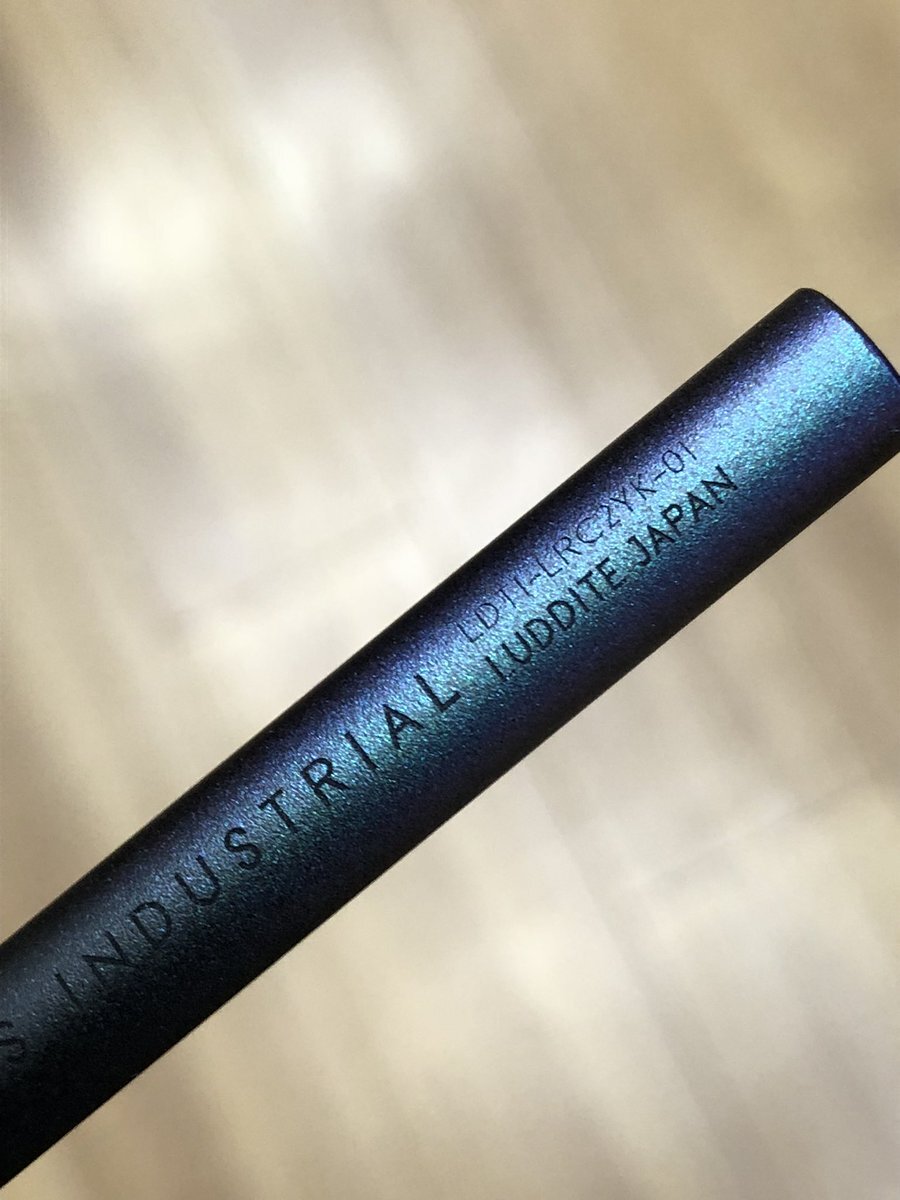 LDTI-LRC2YK-01
S INDUSTRIAL LUDDITE JAPAN